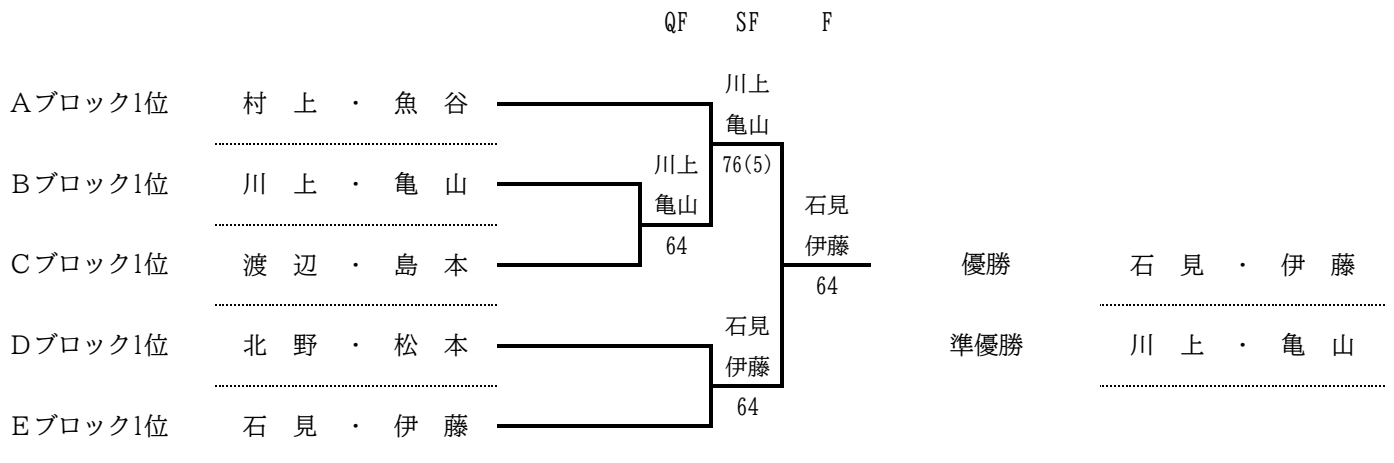 QF SF F
川上
Aブロック1位 村 上 ・ 魚 谷
亀山
川上 76(5)
Bブロック1位 川 上 ・ 亀 山
亀山 石見
64 伊藤
Cブロック1位 渡 辺 ・ 島 本 優勝 石 見 ・ 伊 藤
64
石見
Dブロック1位 北 野 ・ 松 本 準優勝 川 上 ・ 亀 山
伊藤
64
Eブロック1位 石 見 ・ 伊 藤